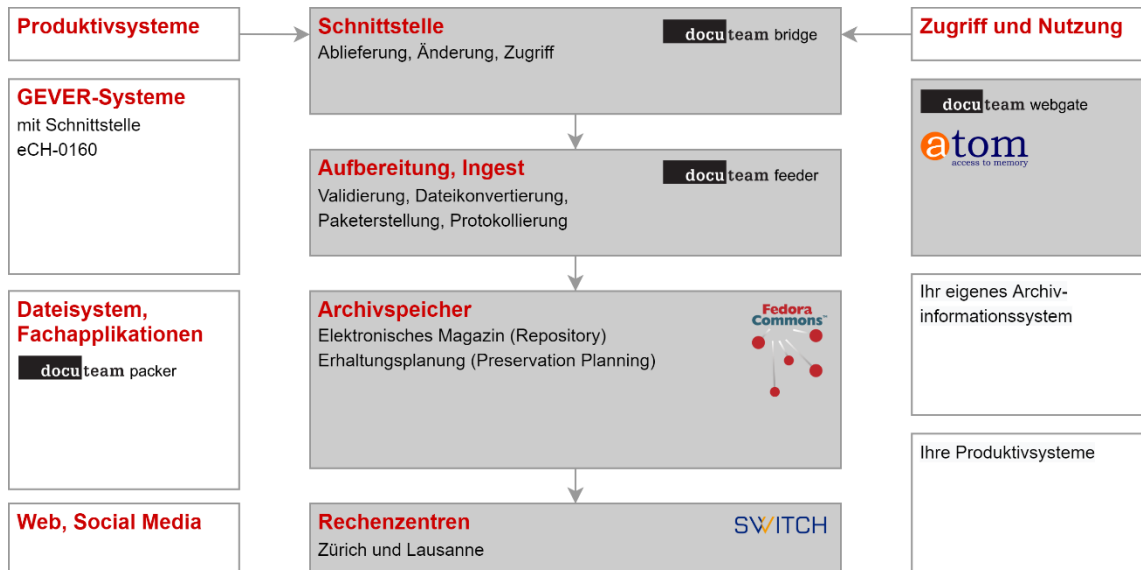 Produktivsysteme
GEVER-Systeme
mit Schnittstelle
eCH-0160
Dateisystem,
Fachapplikationen
docuteam packer
Web, Social Media
Schnittstelle
Ablieferung, Änderung, Zugriff
docuteam bridge
Aufbereitung, Ingest
Validierung, Dateikonvertierung,
Paketerstellung, Protokollierung
docuteam feeder
Archivspeicher
Elektronisches Magazin (Repository)
Erhaltungsplanung (Preservation Planning)
Fedora
Commons™
Rechenzentren
Zürich und Lausanne
SWITCH
Zugriff und Nutzung
docuteam webgate
atom
access to memory
Ihr eigenes Archiv-
informationssystem
Ihre Produktivsysteme